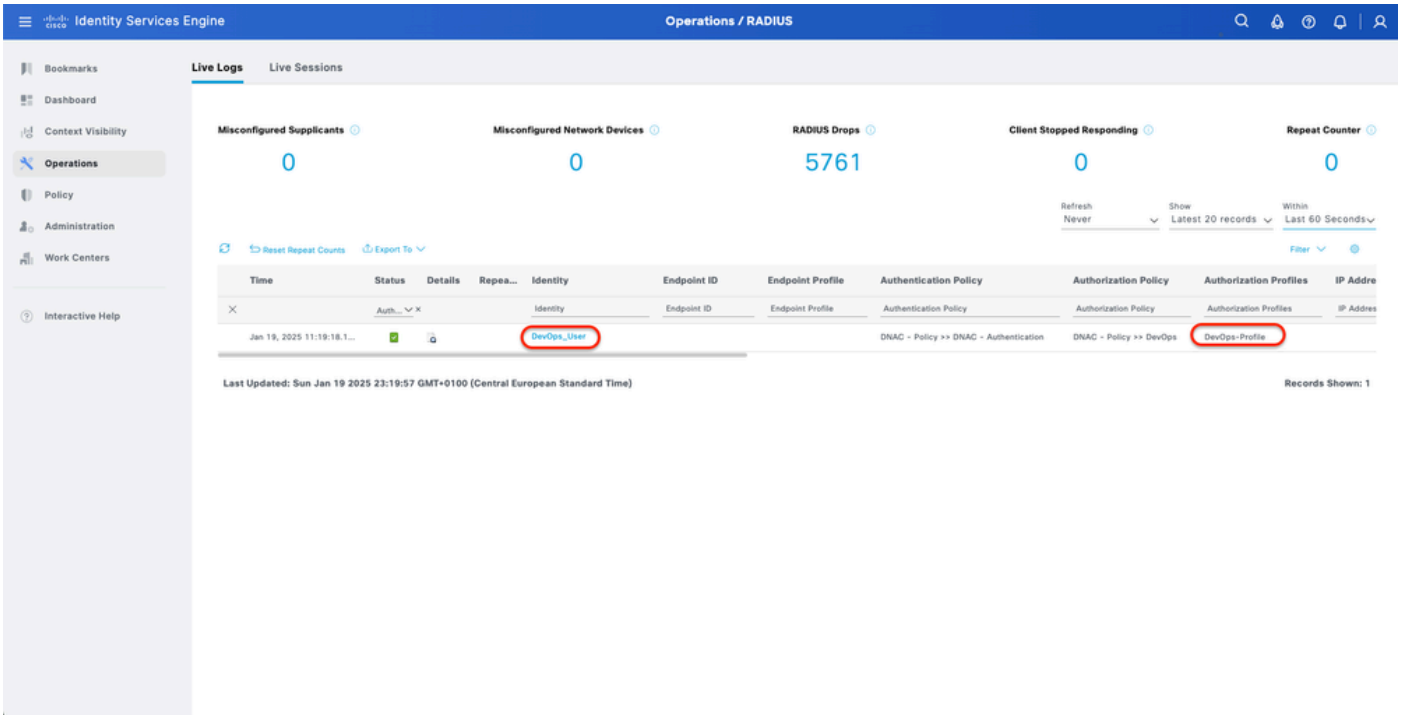 cisco Identity Services Engine
Operations / RADIUS
Bookmarks
Dashboard
Context Visibility
Operations
Policy
Administration
Work Centers
Interactive Help
Live Logs Live Sessions
Misconfigured Supplicants Misconfigured Network Devices RADIUS Drops Client Stopped Responding Repeat Counter
0 0 5761 0 0
Refresh Show Within
Never Latest 20 records Last 60 Seconds
Reset Repeat Counts Export To Filter
Time Status Details Repea... Identity Endpoint ID Endpoint Profile Authentication Policy Authorization Policy Authorization Profiles IP Addre
Auth... Identity Endpoint ID Endpoint Profile Authentication Policy Authorization Policy Authorization Profiles IP Addres
Jan 19, 2025 11:19:18.1... DevOps_User DNAC - Policy >> DNAC - Authentication DNAC - Policy >> DevOps DevOps-Profile
Last Updated: Sun Jan 19 2025 23:19:57 GMT+0100 (Central European Standard Time) Records Shown: 1